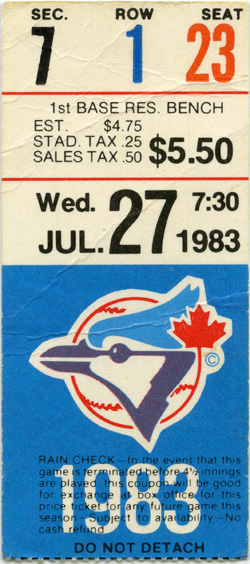 SEC. ROW SEAT
7 1 23
1st BASE RES. BENCH
EST. $4.75
STAD. TAX .25
SALES TAX .50 $5.50
Wed. 7:30
JUL. 27 1983
©
RAIN CHECK—In the event that this
game is terminated before 4½ innings
are played, this coupon will be good
for exchange at box office for this
price ticket for any future game this
season—Subject to availability—No
cash refund
1983
DO NOT DETACH